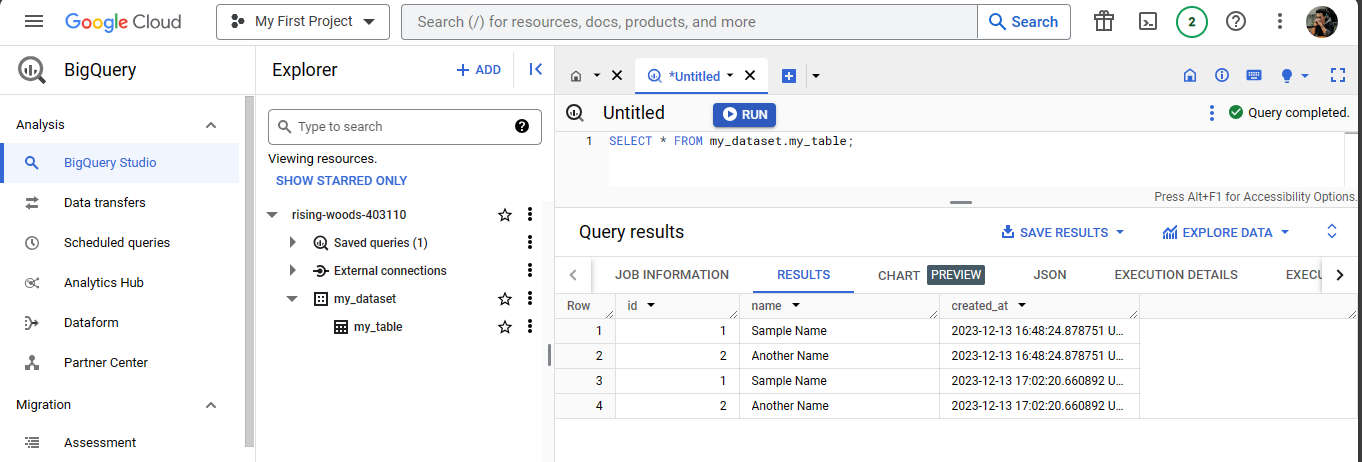 Google Cloud
My First Project
Search (/) for resources, docs, products, and more
Search
2
BigQuery
Analysis
BigQuery Studio
Data transfers
Scheduled queries
Analytics Hub
Dataform
Partner Center
Migration
Assessment
Explorer
+ ADD
Type to search
Viewing resources.
SHOW STARRED ONLY
rising-woods-403110
Saved queries (1)
External connections
my_dataset
my_table
*Untitled
Untitled
RUN
Query completed.
1 SELECT * FROM my_dataset.my_table;
Press Alt+F1 for Accessibility Options.
Query results
SAVE RESULTS
EXPLORE DATA
JOB INFORMATION RESULTS CHART PREVIEW JSON EXECUTION DETAILS EXECU
Row id name created_at
1 1 Sample Name 2023-12-13 16:48:24.878751 U...
2 2 Another Name 2023-12-13 16:48:24.878751 U...
3 1 Sample Name 2023-12-13 17:02:20.660892 U...
4 2 Another Name 2023-12-13 17:02:20.660892 U...